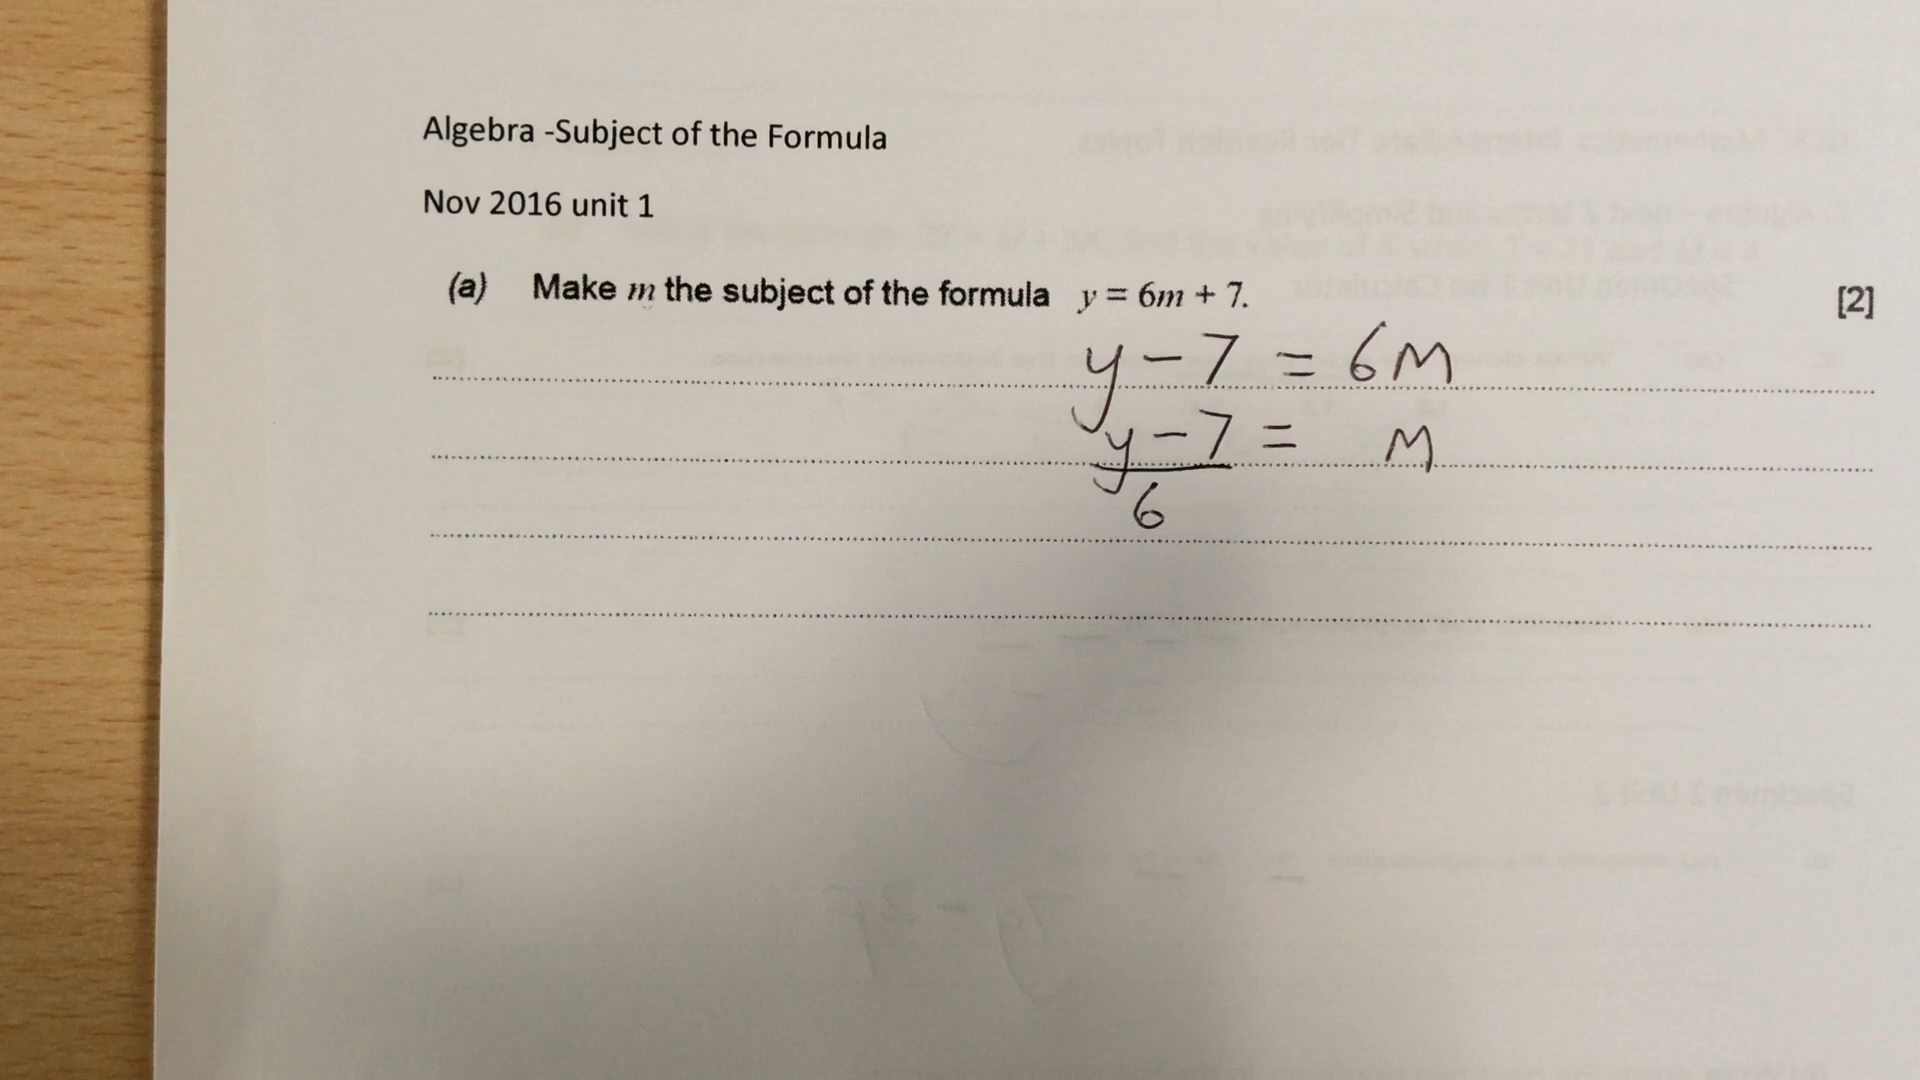 Algebra -Subject of the Formula
Nov 2016 unit 1
(a) Make m the subject of the formula y = 6m + 7. [2]
y - 7 = 6M
y - 7 = M
6